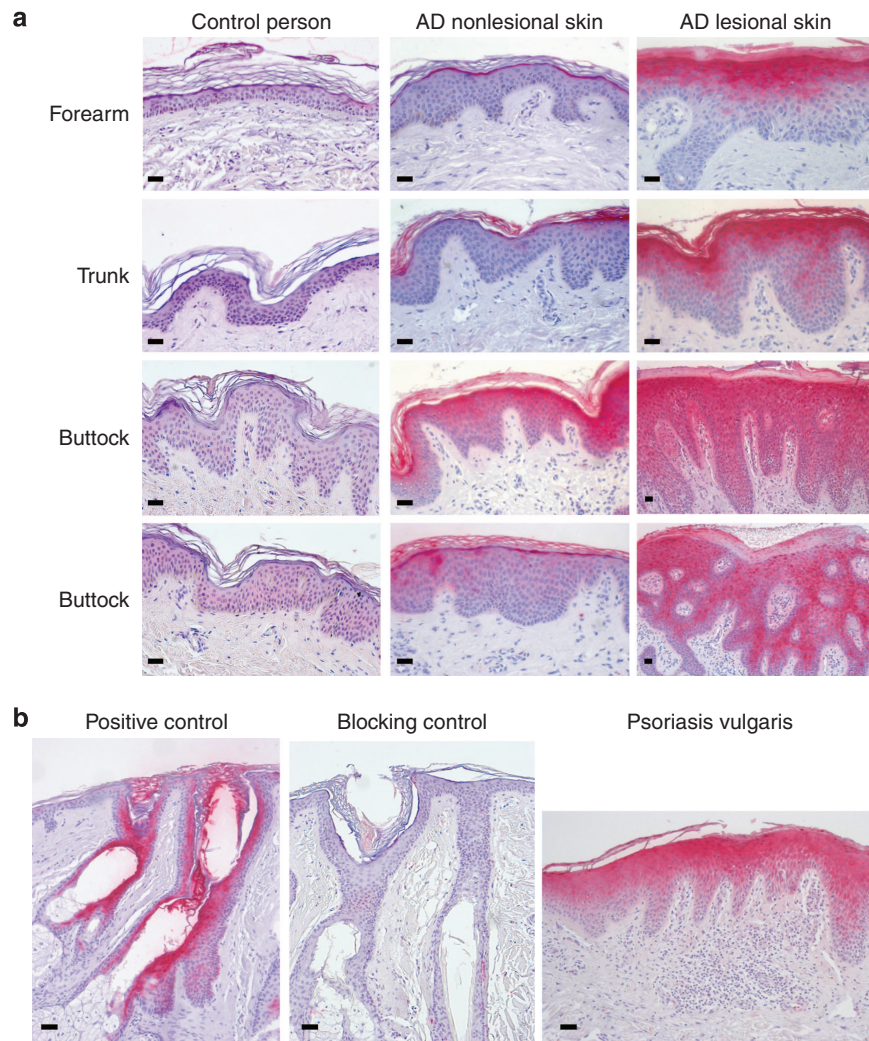 a
Control person AD nonlesional skin AD lesional skin
Forearm
Trunk
Buttock
Buttock
b
Positive control Blocking control Psoriasis vulgaris